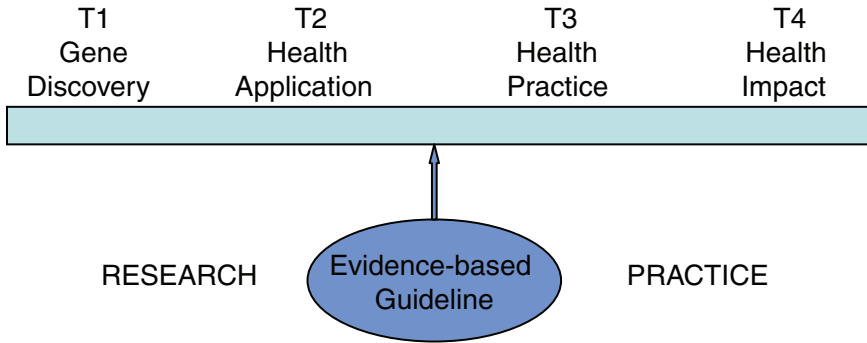 T1
Gene
Discovery
T2
Health
Application
T3
Health
Practice
T4
Health
Impact
RESEARCH
Evidence-based
Guideline
PRACTICE